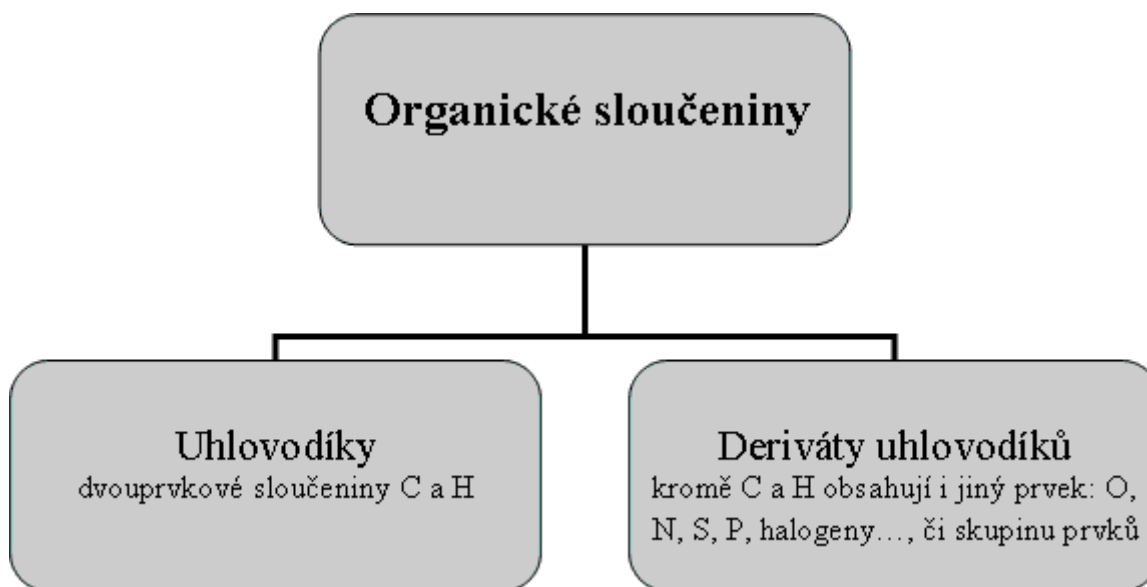 Organické sloučeniny
Uhlovodíky
dvouprvkové sloučeniny C a H
Deriváty uhlovodíků
kromě C a H obsahují i jiný prvek: O,
N, S, P, halogeny…, či skupinu prvků